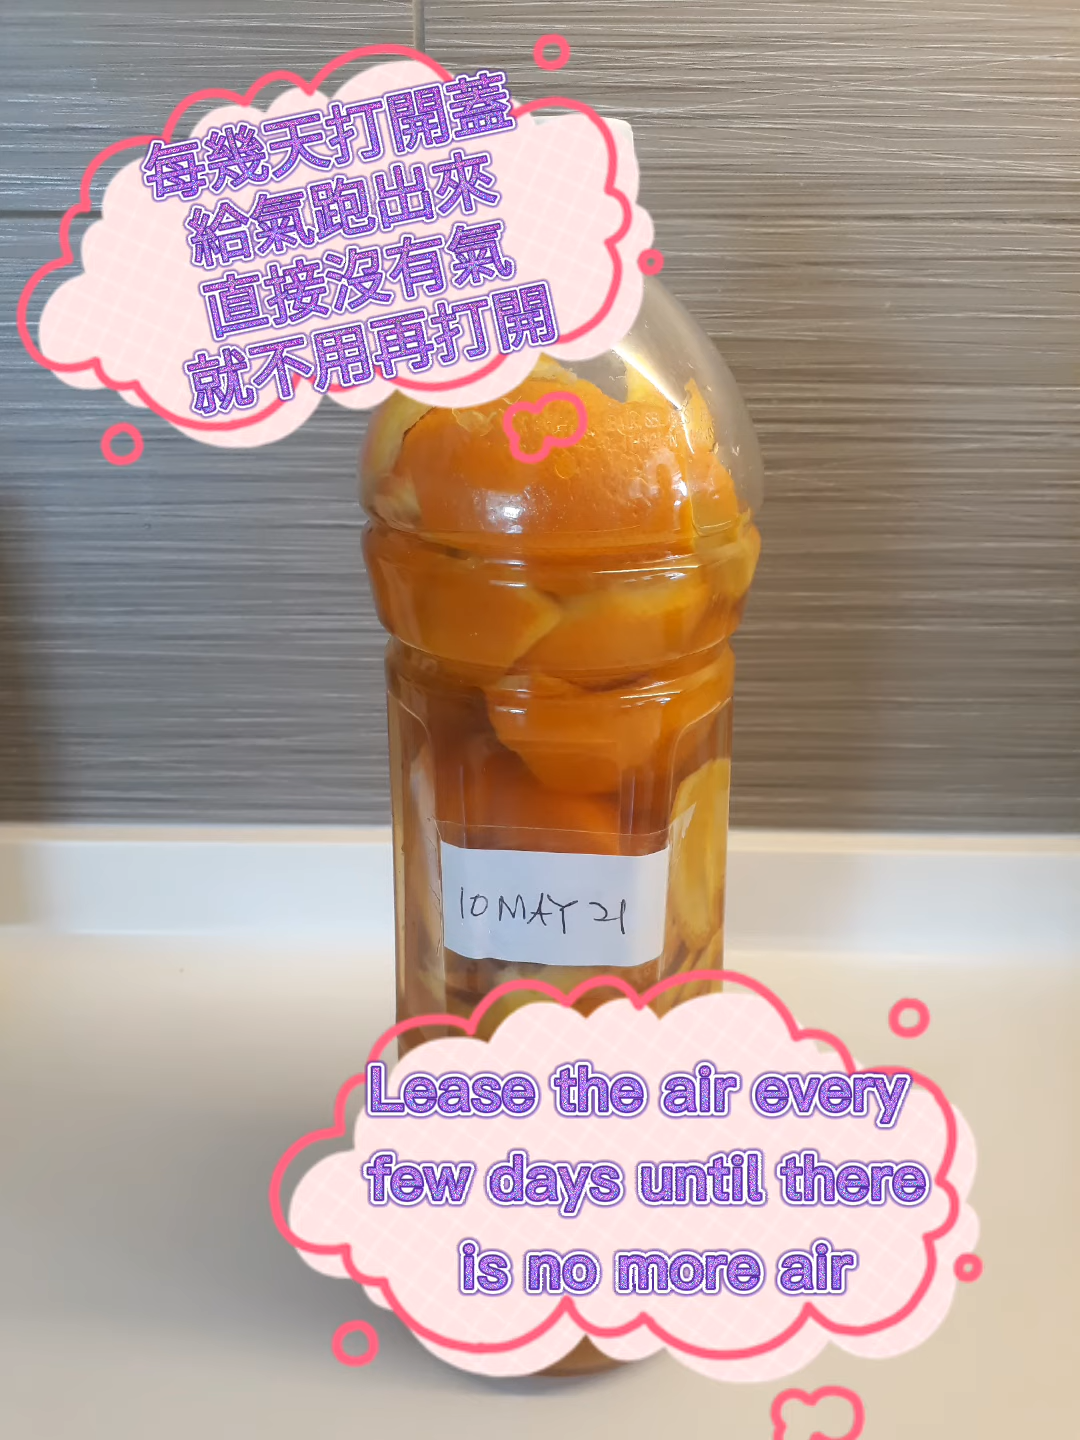 每幾天打開蓋
給氣跑出來
直接沒有氣
就不用再打開
10 MAY 21
Lease the air every
few days until there
is no more air